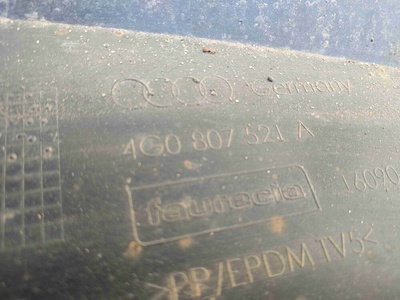 Germany
4G0 807 521 A
faurecia
>PP/EPDM TV5<